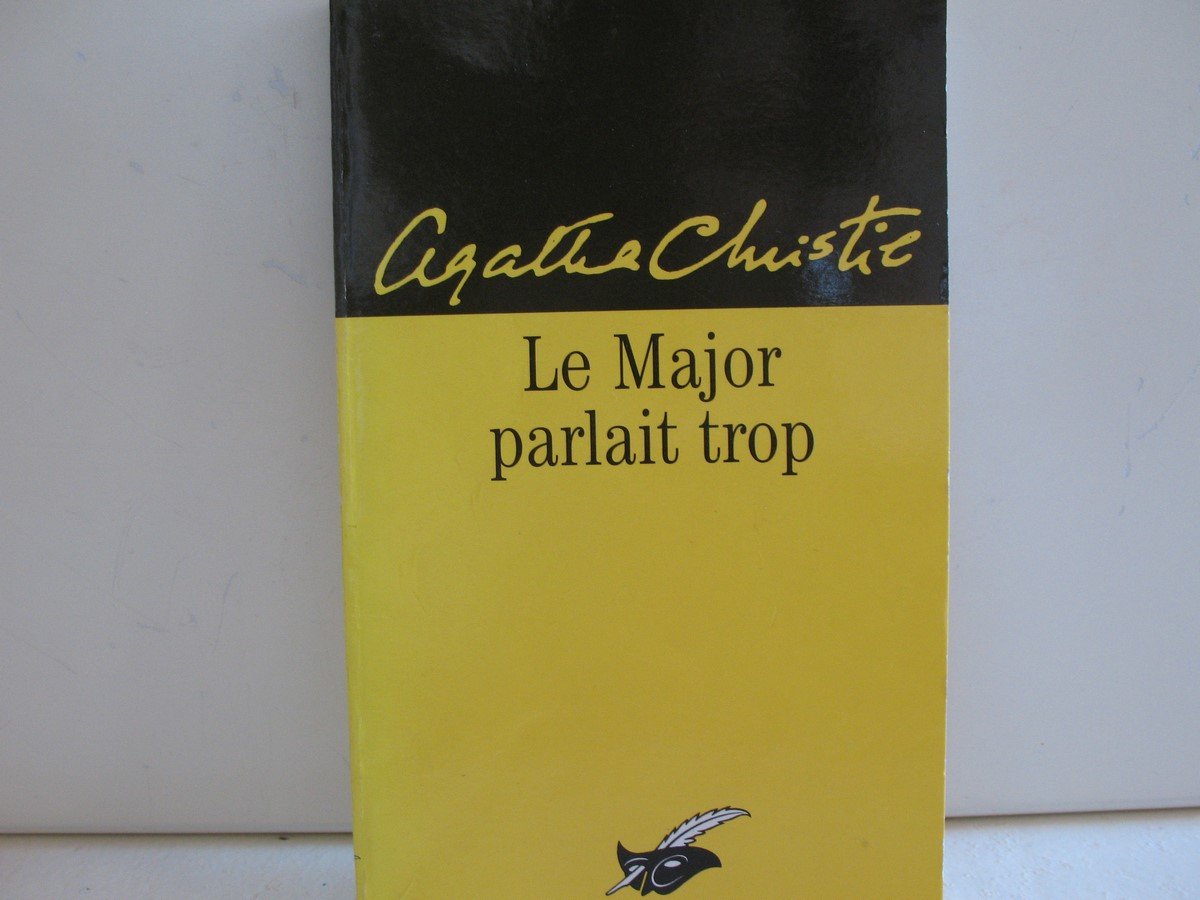 Agatha Christie
Le Major
parlait trop